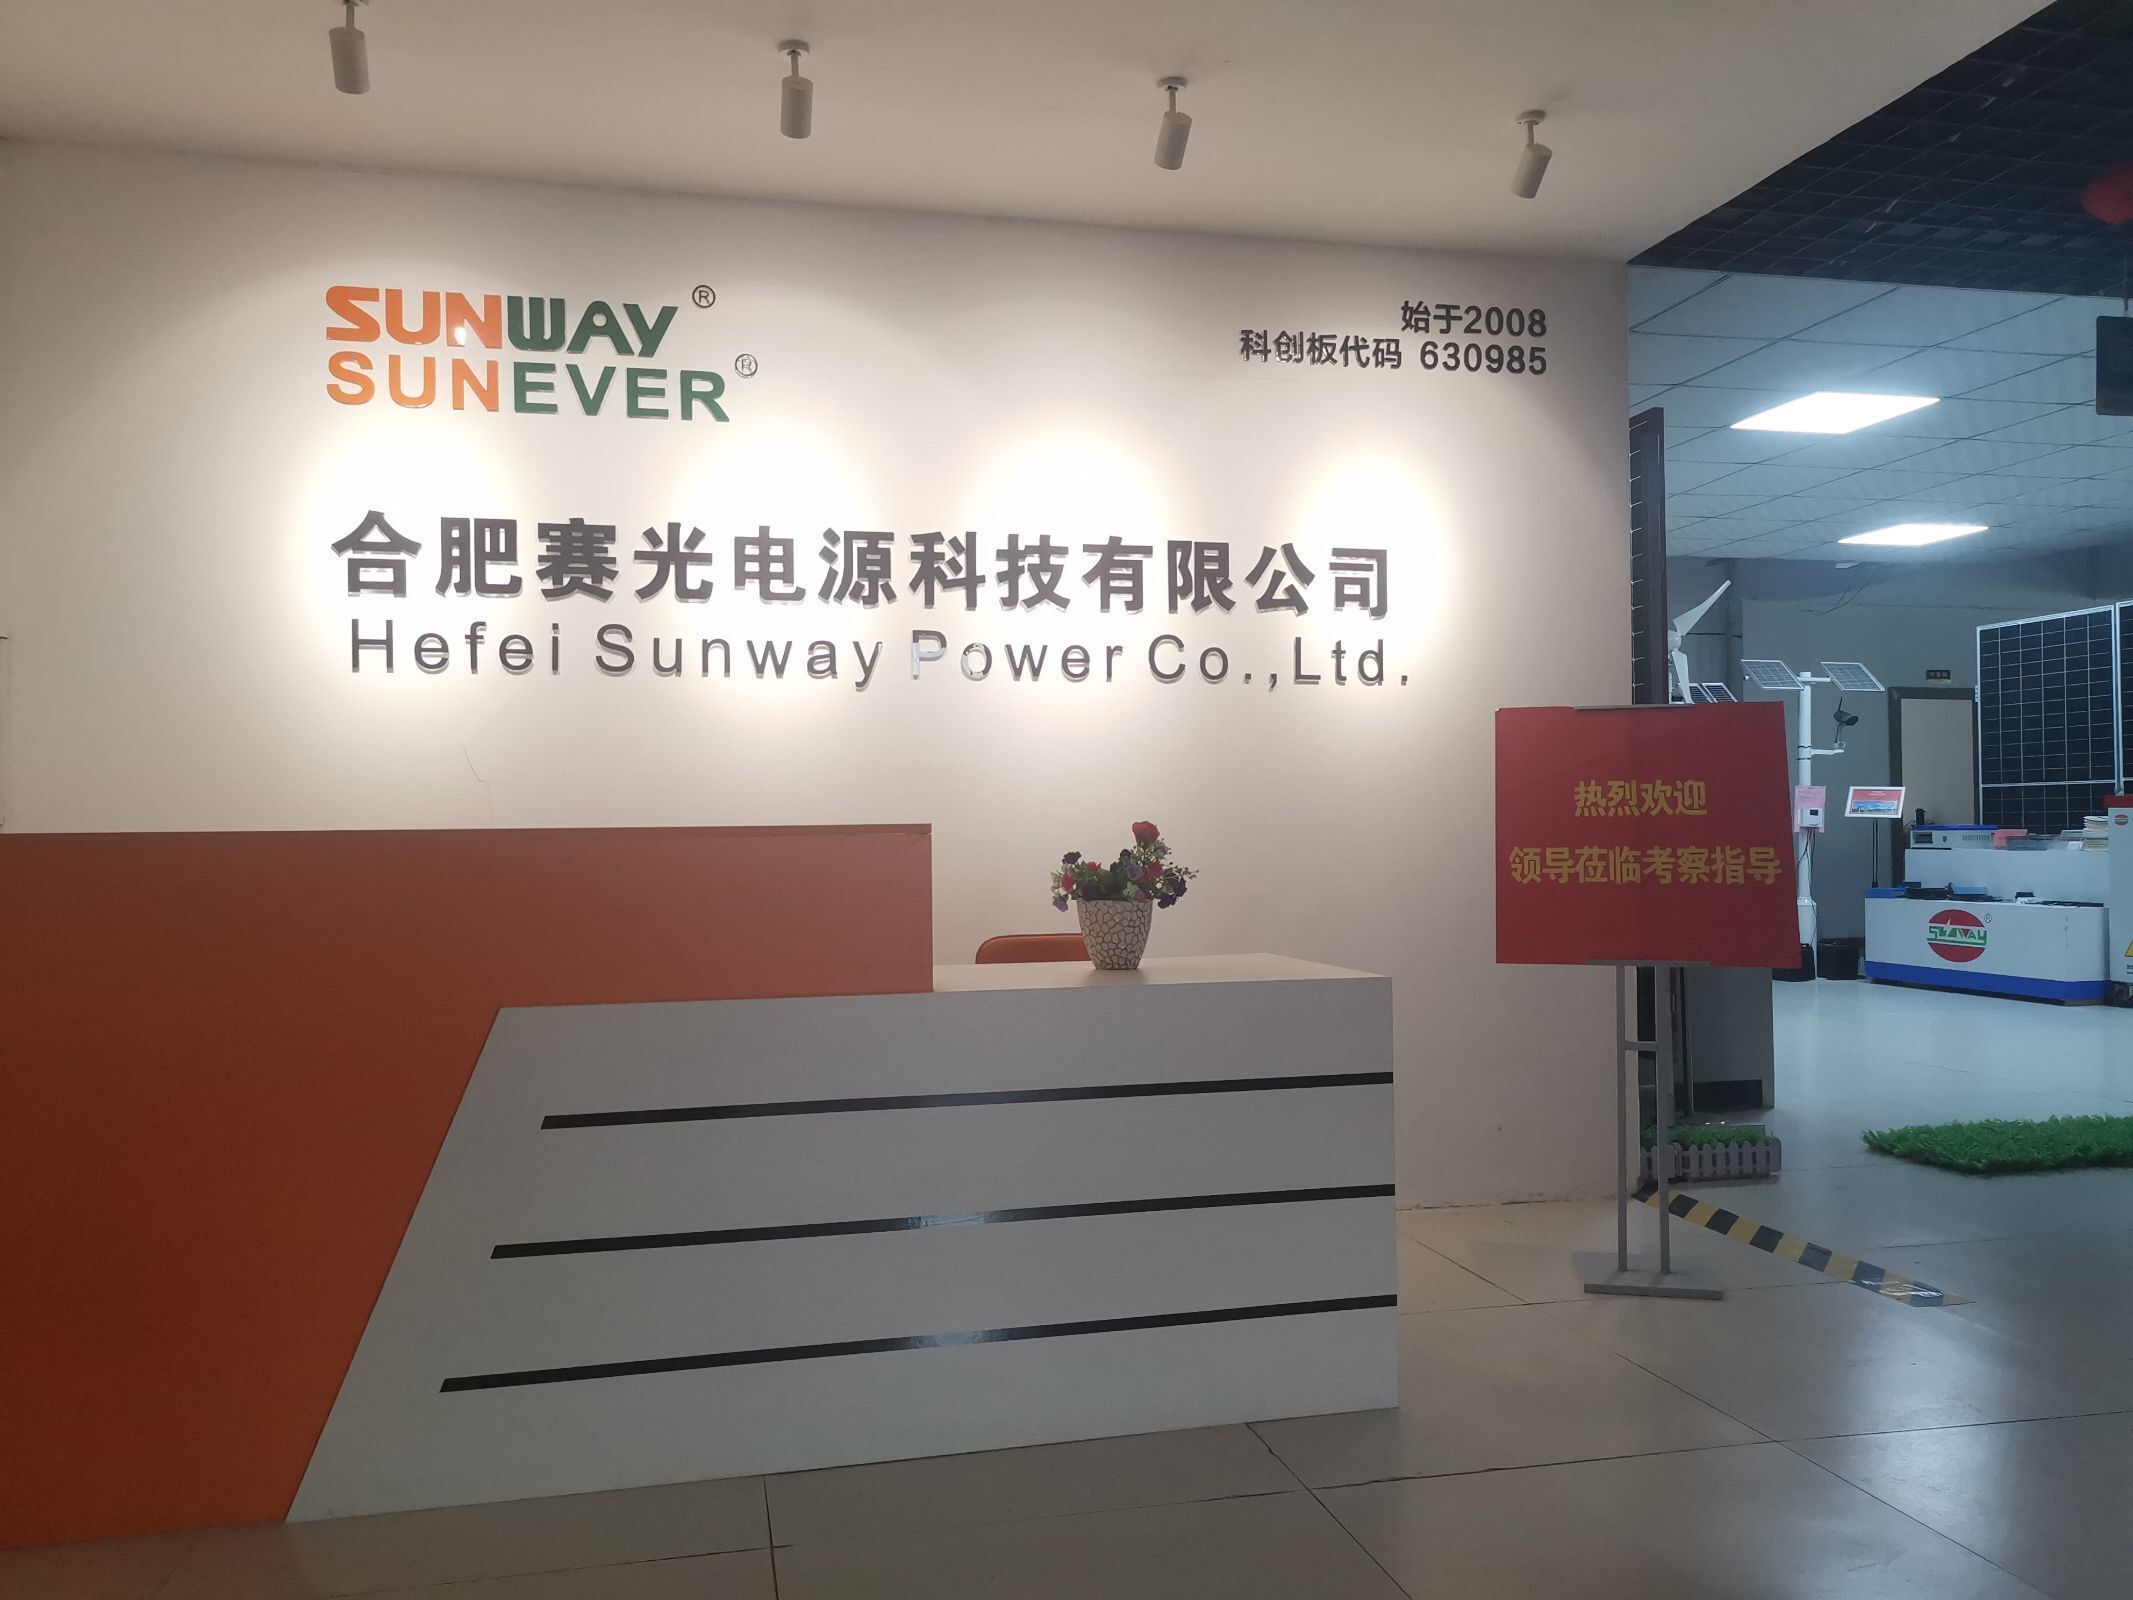 SUNWAY®
SUNEVER®
始于2008
科创板代码 630985
合肥赛光电源科技有限公司
Hefei Sunway Power Co.,Ltd.
热烈欢迎
领导莅临考察指导
SUNWAY®